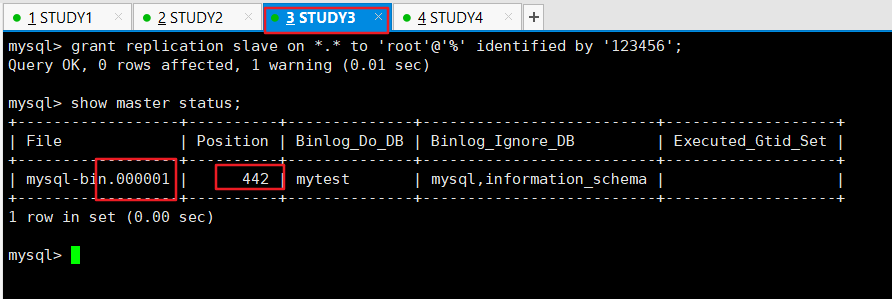 1 STUDY1 × 2 STUDY2 × 3 STUDY3 × 4 STUDY4 × +
mysql> grant replication slave on *.* to 'root'@'%' identified by '123456';
Query OK, 0 rows affected, 1 warning (0.01 sec)
mysql> show master status;
+------------------+----------+--------------+--------------------------+-------------------+
| File | Position | Binlog_Do_DB | Binlog_Ignore_DB | Executed_Gtid_Set |
+------------------+----------+--------------+--------------------------+-------------------+
| mysql-bin.000001 | 442 | mytest | mysql,information_schema | |
+------------------+----------+--------------+--------------------------+-------------------+
1 row in set (0.00 sec)
mysql>